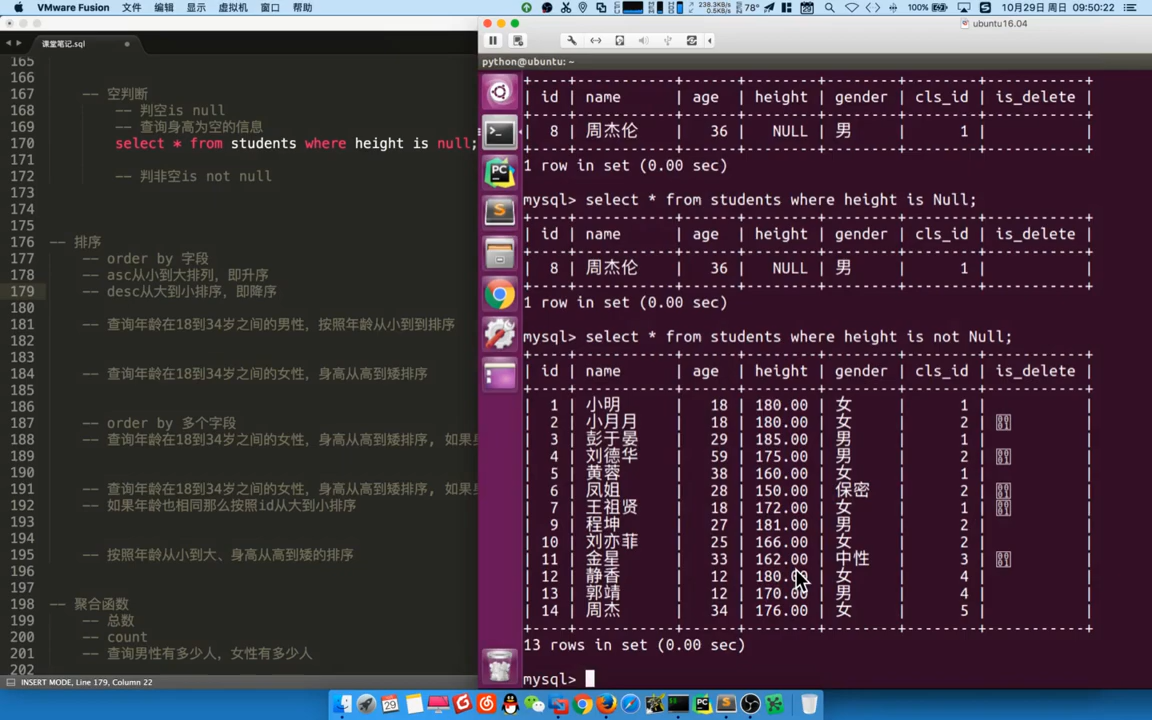 VMware Fusion 文件 编辑 显示 虚拟机 窗口 帮助
238.3KB/s
0.5KB/s
78°
100%
10月29日 周日 09:50:22
课堂笔记.sql
ubuntu16.04
python@ubuntu: ~
165
166
167 -- 空判断
168 -- 判空is null
169 -- 查询身高为空的信息
170 select * from students where height is null;
171
172 -- 判非空is not null
173
174
175
176 -- 排序
177 -- order by 字段
178 -- asc从小到大排列，即升序
179 -- desc从大到小排序，即降序
180
181 -- 查询年龄在18到34岁之间的男性，按照年龄从小到到排序
182
183
184 -- 查询年龄在18到34岁之间的女性，身高从高到矮排序
185
186
187 -- order by 多个字段
188 -- 查询年龄在18到34岁之间的女性，身高从高到矮排序, 如果身
189
190
191 -- 查询年龄在18到34岁之间的女性，身高从高到矮排序, 如果身
192 -- 如果年龄也相同那么按照id从大到小排序
193
194
195 -- 按照年龄从小到大、身高从高到矮的排序
196
197
198 -- 聚合函数
199 -- 总数
200 -- count
201 -- 查询男性有多少人，女性有多少人
202
INSERT MODE, Line 179, Column 22
+----+-----------+------+--------+--------+--------+-----------+
| id | name | age | height | gender | cls_id | is_delete |
+----+-----------+------+--------+--------+--------+-----------+
| 8 | 周杰伦 | 36 | NULL | 男 | 1 | |
+----+-----------+------+--------+--------+--------+-----------+
1 row in set (0.00 sec)
mysql> select * from students where height is Null;
+----+-----------+------+--------+--------+--------+-----------+
| id | name | age | height | gender | cls_id | is_delete |
+----+-----------+------+--------+--------+--------+-----------+
| 8 | 周杰伦 | 36 | NULL | 男 | 1 | |
+----+-----------+------+--------+--------+--------+-----------+
1 row in set (0.00 sec)
mysql> select * from students where height is not Null;
+----+-----------+------+--------+--------+--------+-----------+
| id | name | age | height | gender | cls_id | is_delete |
+----+-----------+------+--------+--------+--------+-----------+
| 1 | 小明 | 18 | 180.00 | 女 | 1 | |
| 2 | 小月月 | 18 | 180.00 | 女 | 2 | |
| 3 | 彭于晏 | 29 | 185.00 | 男 | 1 | |
| 4 | 刘德华 | 59 | 175.00 | 男 | 2 | |
| 5 | 黄蓉 | 38 | 160.00 | 女 | 1 | |
| 6 | 凤姐 | 28 | 150.00 | 保密 | 2 | |
| 7 | 王祖贤 | 18 | 172.00 | 女 | 1 | |
| 9 | 程坤 | 27 | 181.00 | 男 | 2 | |
| 10 | 刘亦菲 | 25 | 166.00 | 女 | 2 | |
| 11 | 金星 | 33 | 162.00 | 中性 | 3 | |
| 12 | 静香 | 12 | 180.00 | 女 | 4 | |
| 13 | 郭靖 | 12 | 170.00 | 男 | 4 | |
| 14 | 周杰 | 34 | 176.00 | 女 | 5 | |
+----+-----------+------+--------+--------+--------+-----------+
13 rows in set (0.00 sec)
mysql>